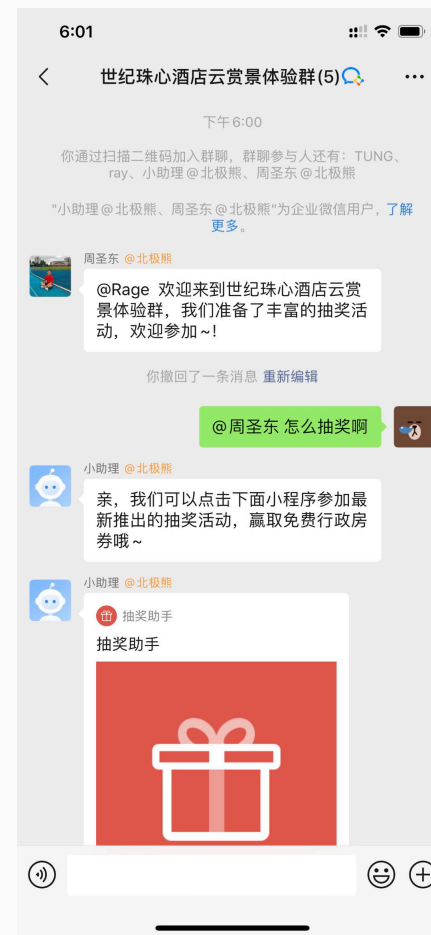 6:01
世纪珠心酒店云赏景体验群(5)
下午6:00
你通过扫描二维码加入群聊，群聊参与人还有：TUNG、
ray、小助理@北极熊、周圣东@北极熊
"小助理@北极熊、周圣东@北极熊"为企业微信用户，了解
更多。
周圣东 @北极熊
@Rage 欢迎来到世纪珠心酒店云赏
景体验群，我们准备了丰富的抽奖活
动，欢迎参加~!
你撤回了一条消息 重新编辑
@周圣东 怎么抽奖啊
小助理 @北极熊
亲，我们可以点击下面小程序参加最
新推出的抽奖活动，赢取免费行政房
券哦~
小助理 @北极熊
抽奖助手
抽奖助手